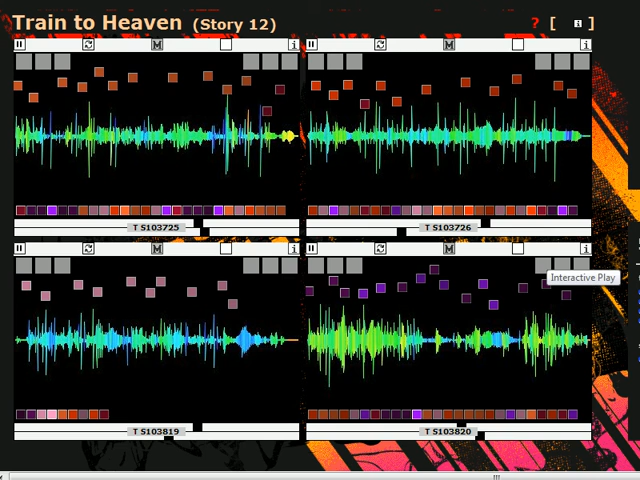 Train to Heaven (Story 12)
? [ i ]
M i M i
T S103725 T S103726
M i M
Interactive Play
T S103819 T S103820